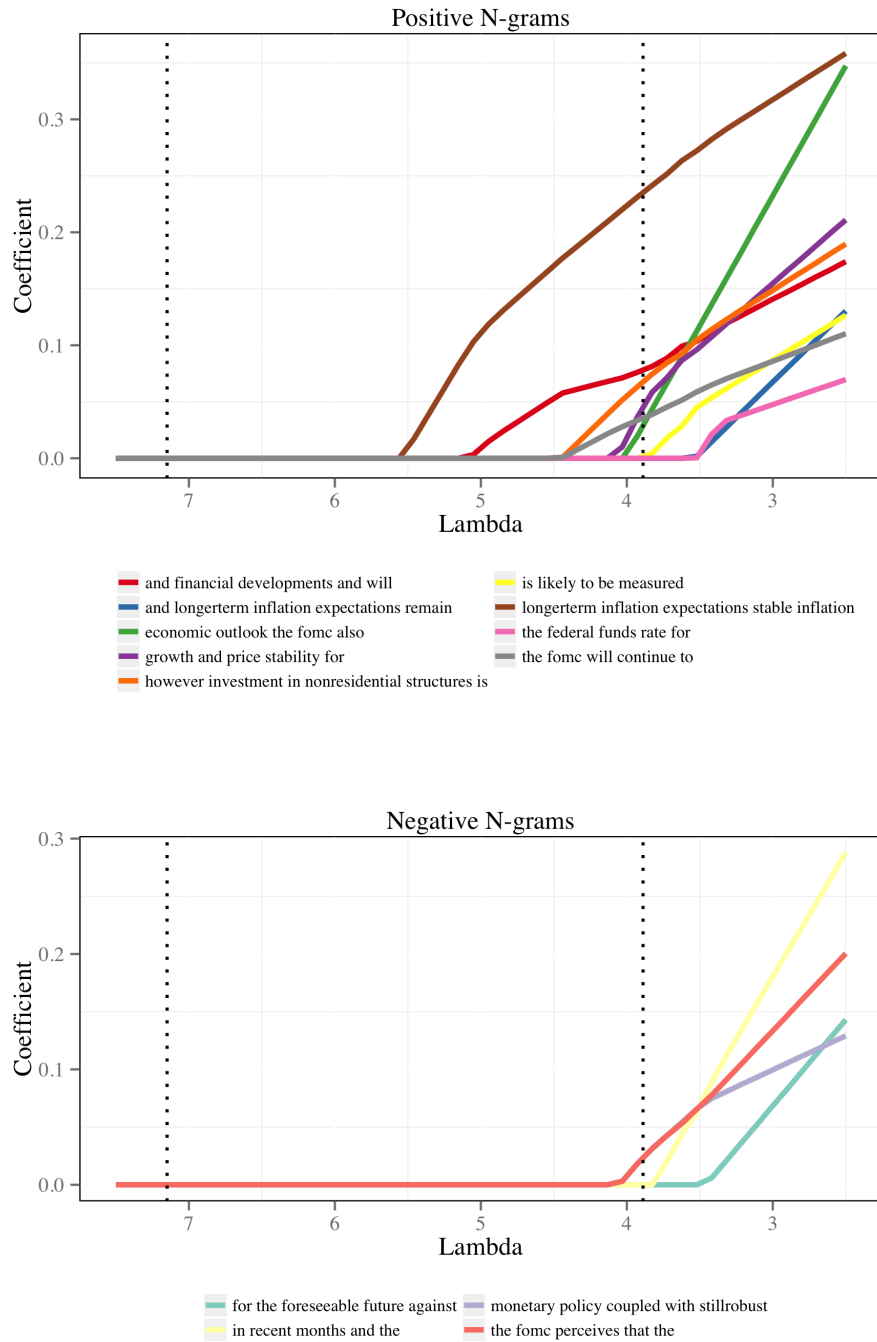 Positive N-grams
Coefficient
0.3
0.2
0.1
0.0
7 6 5 4 3
Lambda
and financial developments and will
and longerterm inflation expectations remain
economic outlook the fomc also
growth and price stability for
however investment in nonresidential structures is
is likely to be measured
longerterm inflation expectations stable inflation
the federal funds rate for
the fomc will continue to
Negative N-grams
Coefficient
0.3
0.2
0.1
0.0
7 6 5 4 3
Lambda
for the foreseeable future against
in recent months and the
monetary policy coupled with stillrobust
the fomc perceives that the